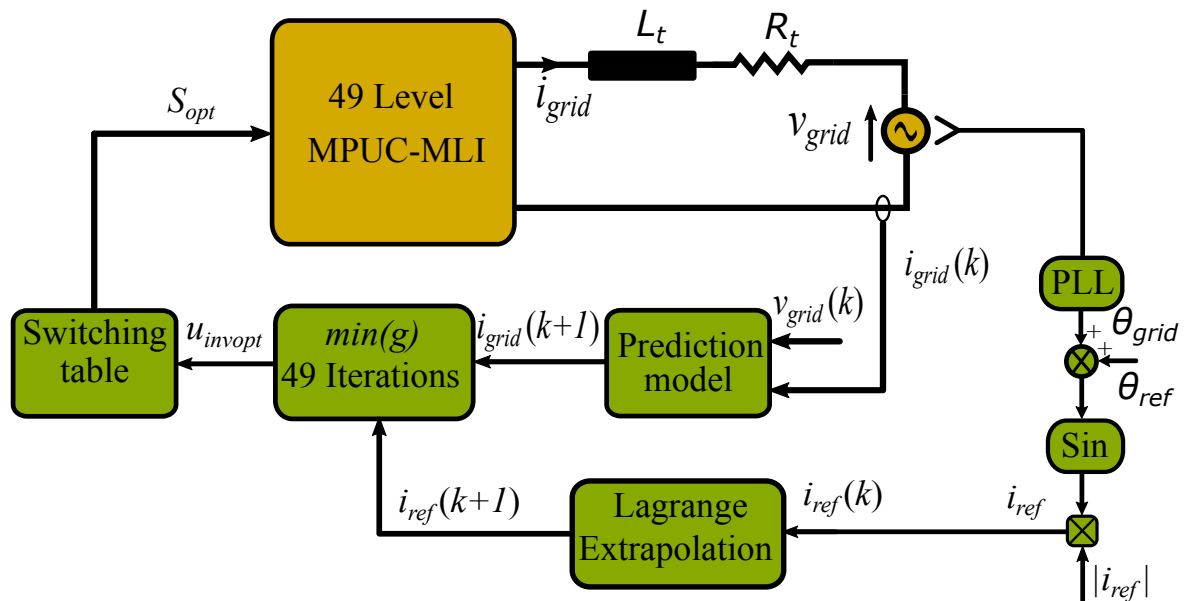 L_t
R_t
49 Level
MPUC-MLI
i_grid
S_opt
v_grid
~
i_grid(k)
PLL
Switching
table
u_invopt
min(g)
49 Iterations
i_grid(k+1)
Prediction
model
v_grid(k)
+
θ_grid
+
θ_ref
Sin
i_ref(k+1)
Lagrange
Extrapolation
i_ref(k)
i_ref
|i_ref|